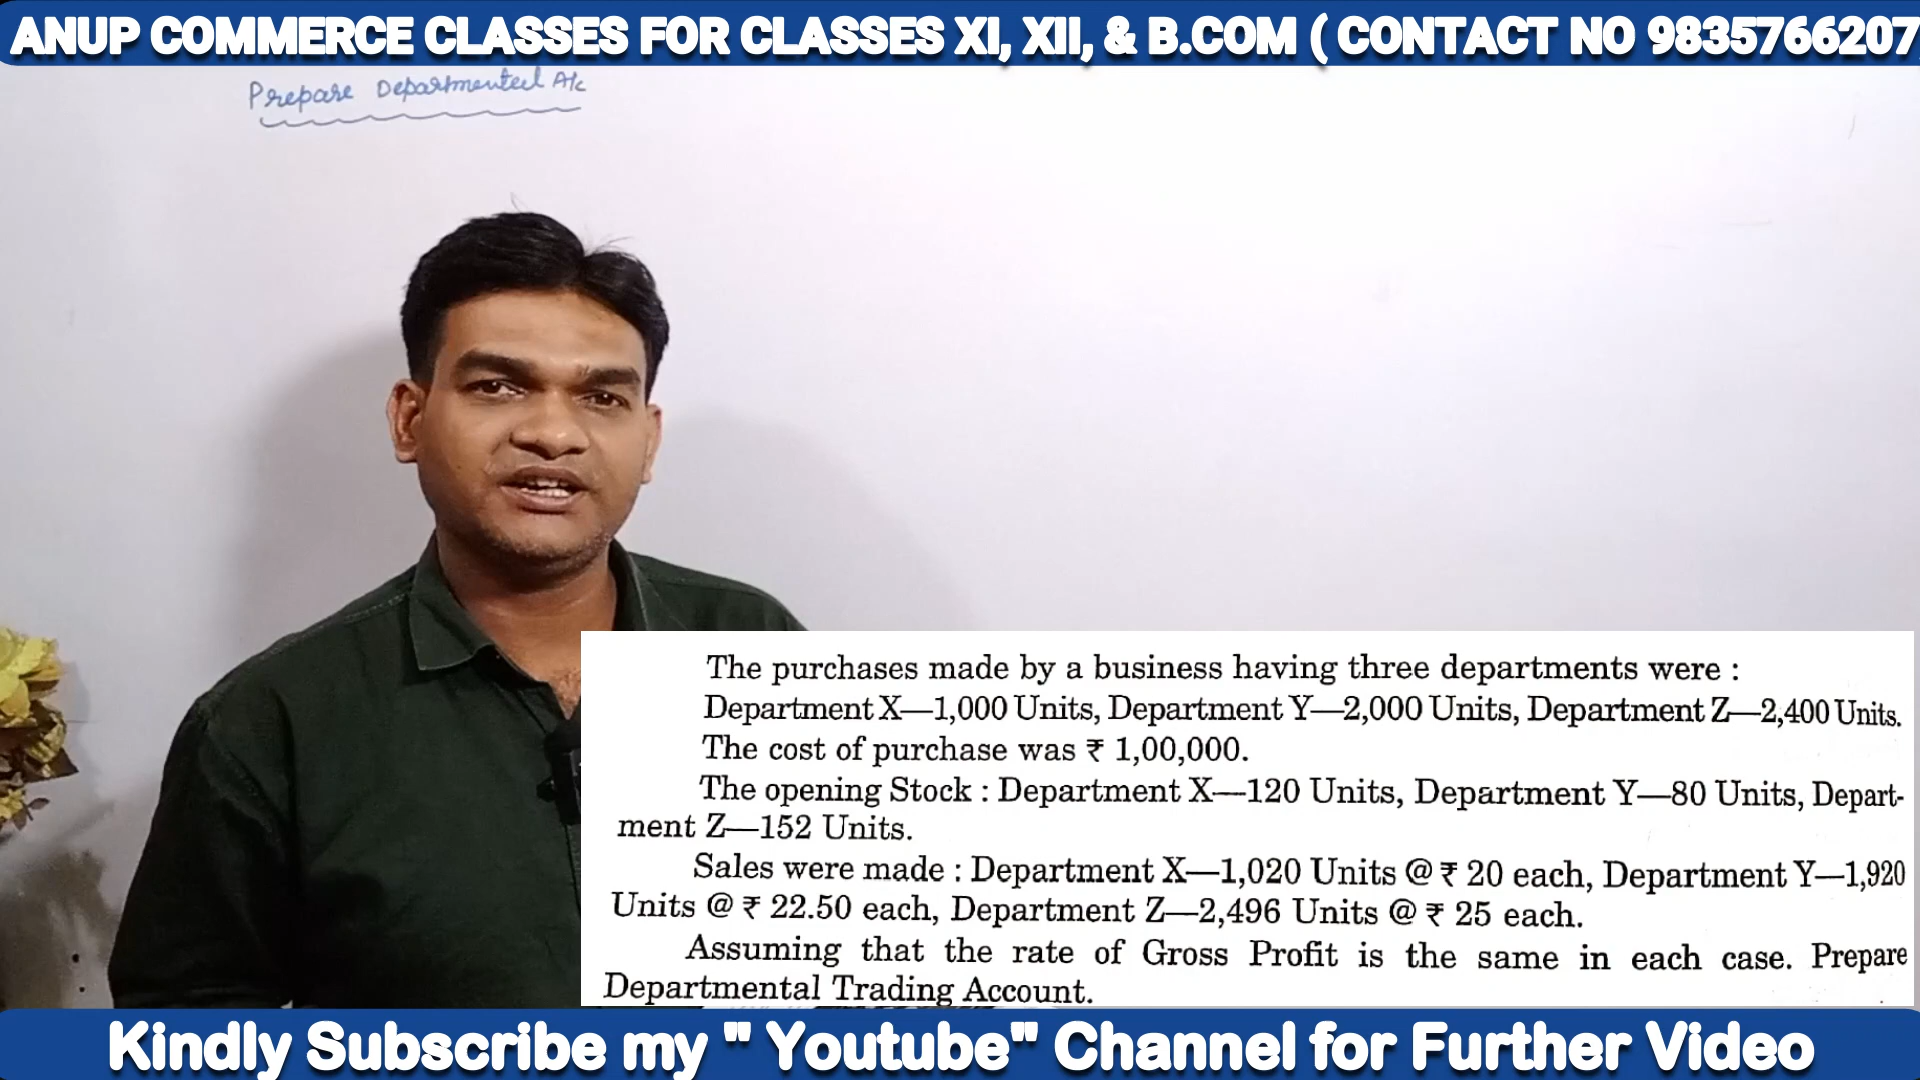 ANUP COMMERCE CLASSES FOR CLASSES XI, XII, & B.COM ( CONTACT NO 9835766207
Prepare Departmental A/c
The purchases made by a business having three departments were :
Department X—1,000 Units, Department Y—2,000 Units, Department Z—2,400 Units.
The cost of purchase was ₹ 1,00,000.
The opening Stock : Department X—120 Units, Department Y—80 Units, Depart-
ment Z—152 Units.
Sales were made : Department X—1,020 Units @ ₹ 20 each, Department Y—1,920
Units @ ₹ 22.50 each, Department Z—2,496 Units @ ₹ 25 each.
Assuming that the rate of Gross Profit is the same in each case. Prepare
Departmental Trading Account.
Kindly Subscribe my " Youtube" Channel for Further Video